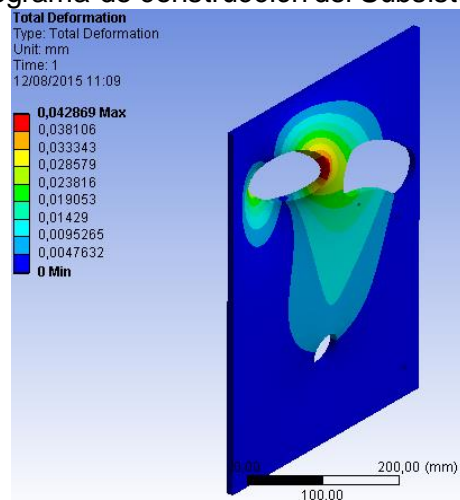 Total Deformation
Type: Total Deformation
Unit: mm
Time: 1
12/08/2015 11:09
0,042869 Max
0,038106
0,033343
0,028579
0,023816
0,019053
0,01429
0,0095265
0,0047632
0 Min
200,00 (mm)
100.00